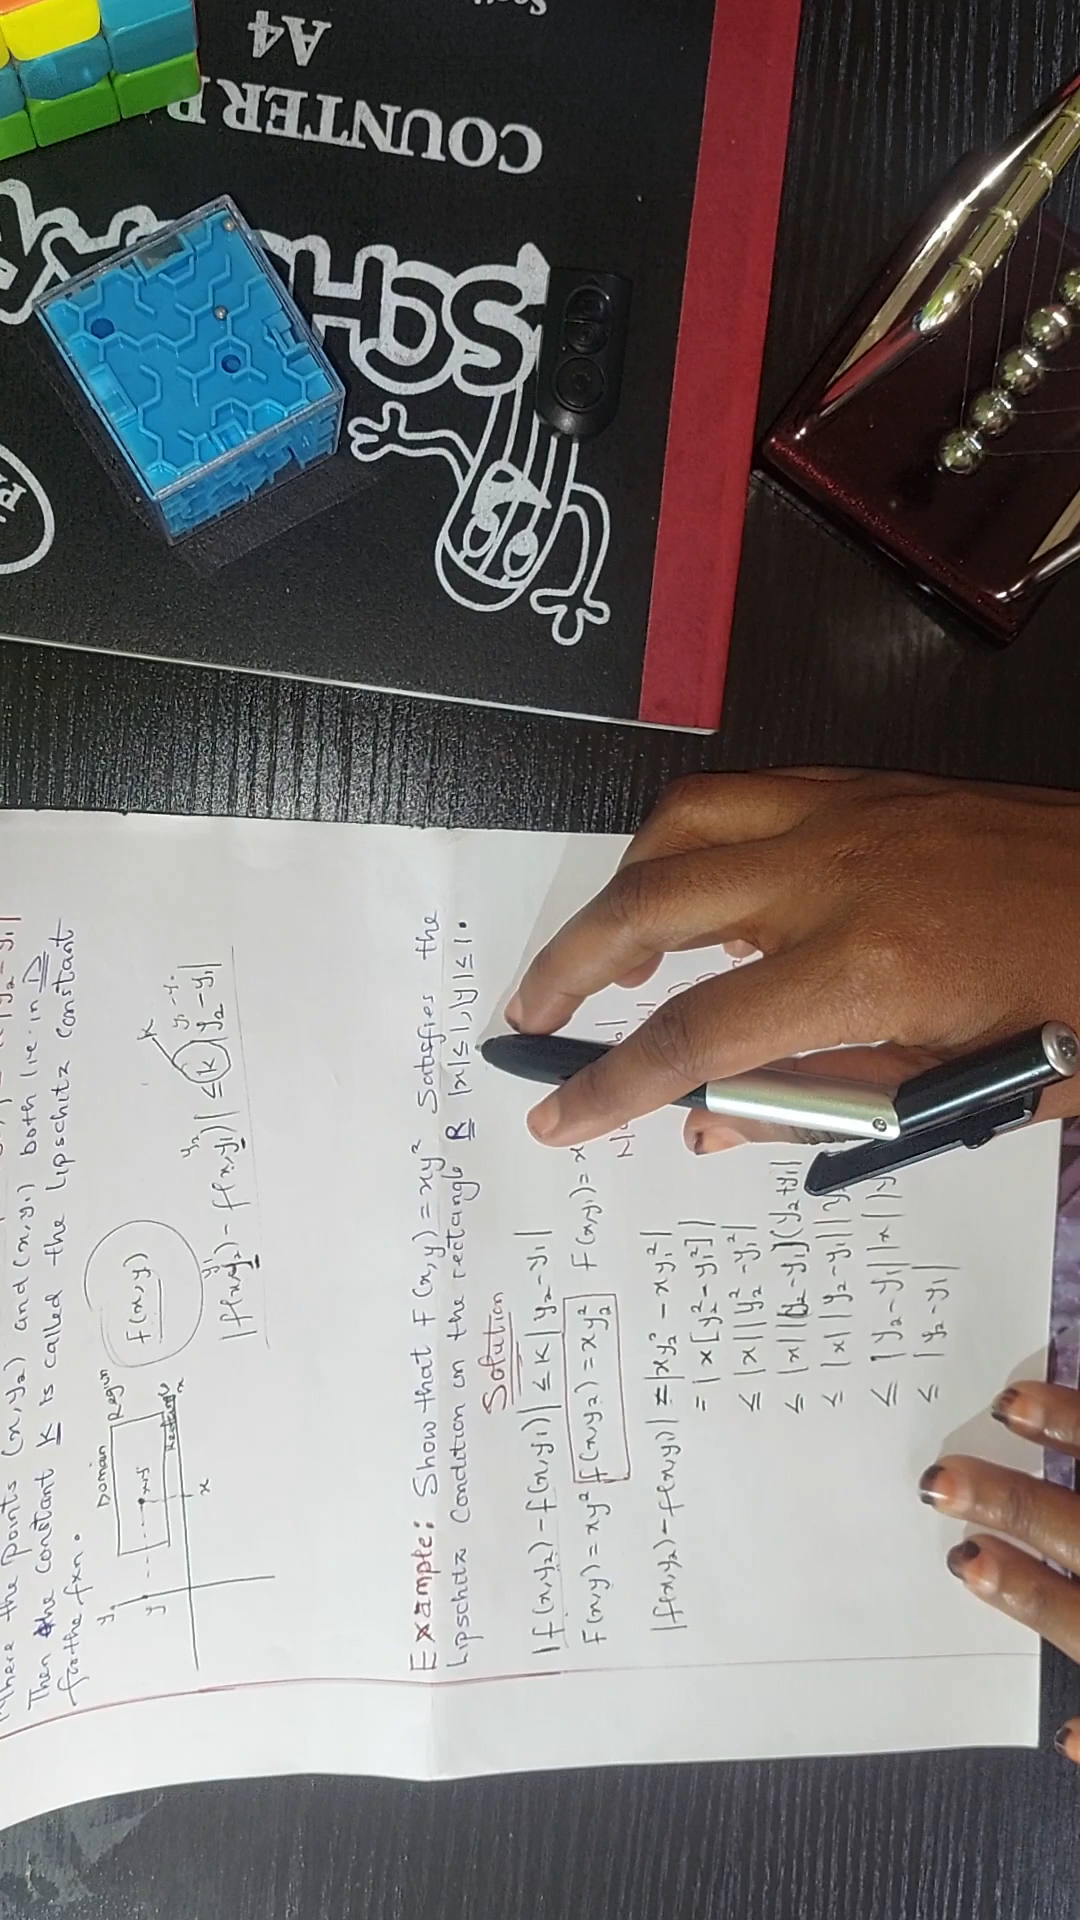 COUNTER B
A4
where the points (x, y₂) and (x, y₁) both lie in D
Then the constant K is called the Lipschitz constant
for the fxn.
Domain
Region
Rectangle
y
x
x
f(x,y)
K
|f(x,y₂) - f(x,y₁)| ≤ K |y₂-y₁|
Example: Show that F(x,y) = xy² Satisfies the
Lipschitz Condition on the rectangle R |x| ≤ 1, |y| ≤ 1.
Solution
|f(x,y₂) - f(x,y₁)| ≤ K|y₂-y₁|
F(x,y) = xy² f(x,y₂) = xy₂² F(x,y₁) = x
|f(x,y₂) - f(x,y₁)| = |xy₂² - xy₁²|
= |x[y₂²-y₁²]|
≤ |x||y₂²-y₁²|
≤ |x||(y₂-y₁)(y₂+y₁)|
≤ |x||y₂-y₁||y
≤ |y₂-y₁||x||y
≤ |y₂-y₁|